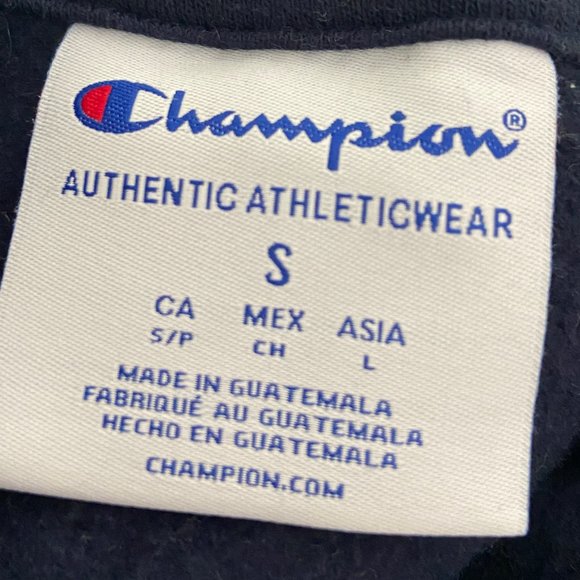 Champion®
AUTHENTIC ATHLETICWEAR
S
CA MEX ASIA
S/P CH L
MADE IN GUATEMALA
FABRIQUÉ AU GUATEMALA
HECHO EN GUATEMALA
CHAMPION.COM